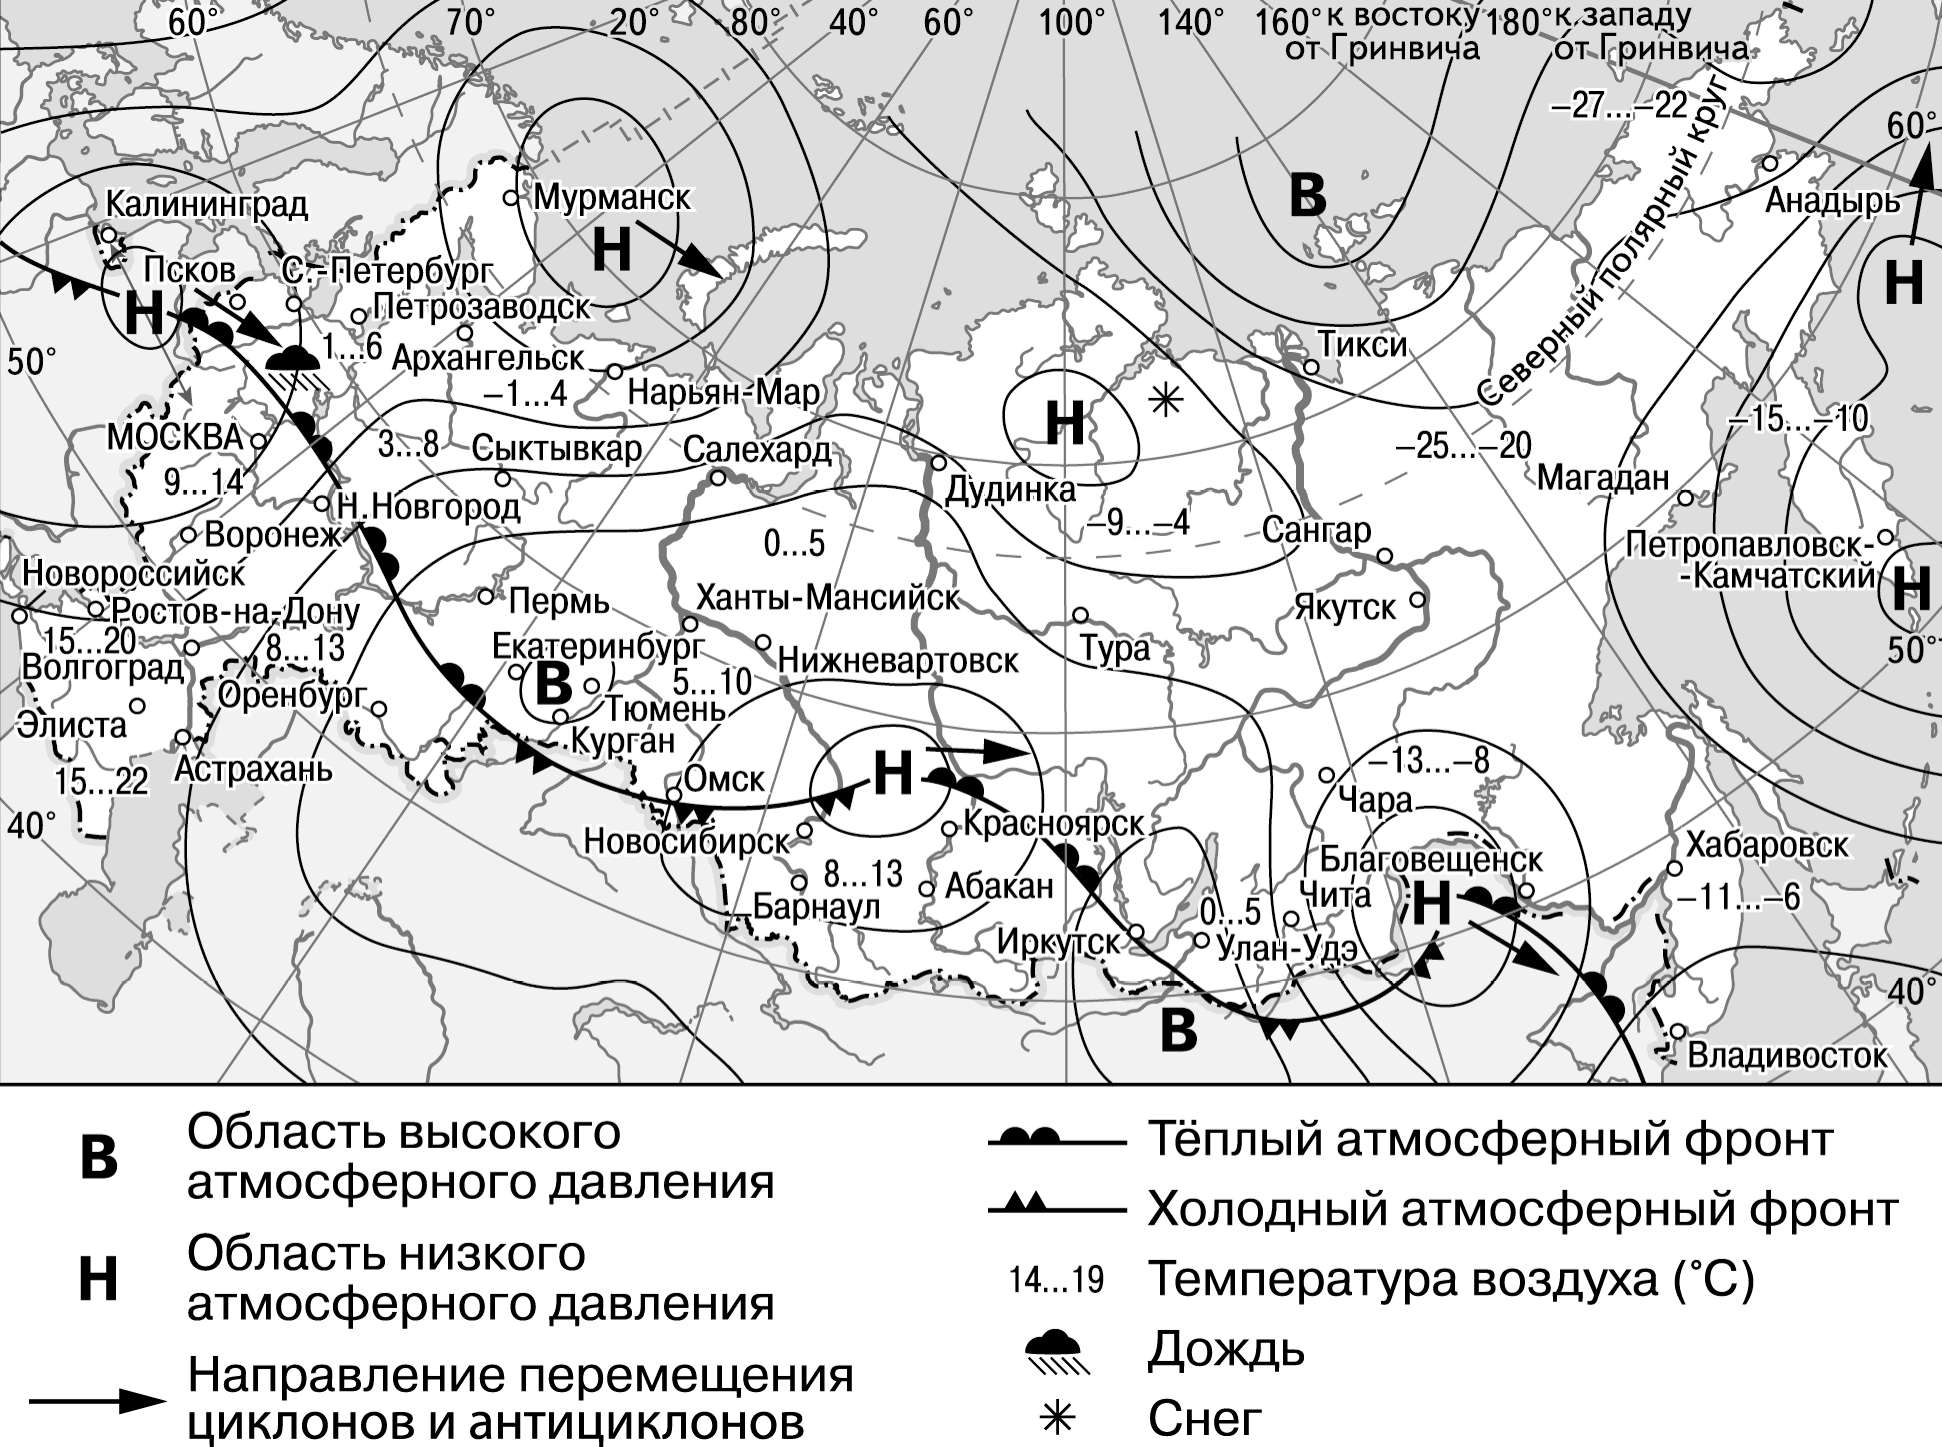 60° 70° 20° 80° 40° 60° 100° 140° 160° к востоку 180° к западу
от Гринвича от Гринвича
–27...–22
Северный полярный круг
60°
В
Анадырь
Калининград
Мурманск
Н
Псков
С.-Петербург
Н
Н
Петрозаводск
50°
1...6
Архангельск
Тикси
–1...4
Нарьян-Мар
Н
–15...–10
МОСКВА
3...8
Сыктывкар
Салехард
–25...–20
9...14
Дудинка
Магадан
Н.Новгород
–9...–4
Воронеж
0...5
Сангар
Петропавловск-
-Камчатский
Новороссийск
Н
Ростов-на-Дону
Пермь
Ханты-Мансийск
Якутск
15...20
8...13
Екатеринбург
Тура
50°
Волгоград
Нижневартовск
В
5...10
Оренбург
Тюмень
Элиста
Курган
–13...–8
15...22
Астрахань
Омск
Н
Чара
40°
Новосибирск
Красноярск
Хабаровск
Благовещенск
8...13
Абакан
Чита
–11...–6
Барнаул
0...5
Н
Иркутск
Улан-Удэ
40°
В
Владивосток
В
Область высокого
атмосферного давления
Н
Область низкого
атмосферного давления
Направление перемещения
циклонов и антициклонов
Тёплый атмосферный фронт
Холодный атмосферный фронт
14...19 Температура воздуха (°C)
Дождь
Снег